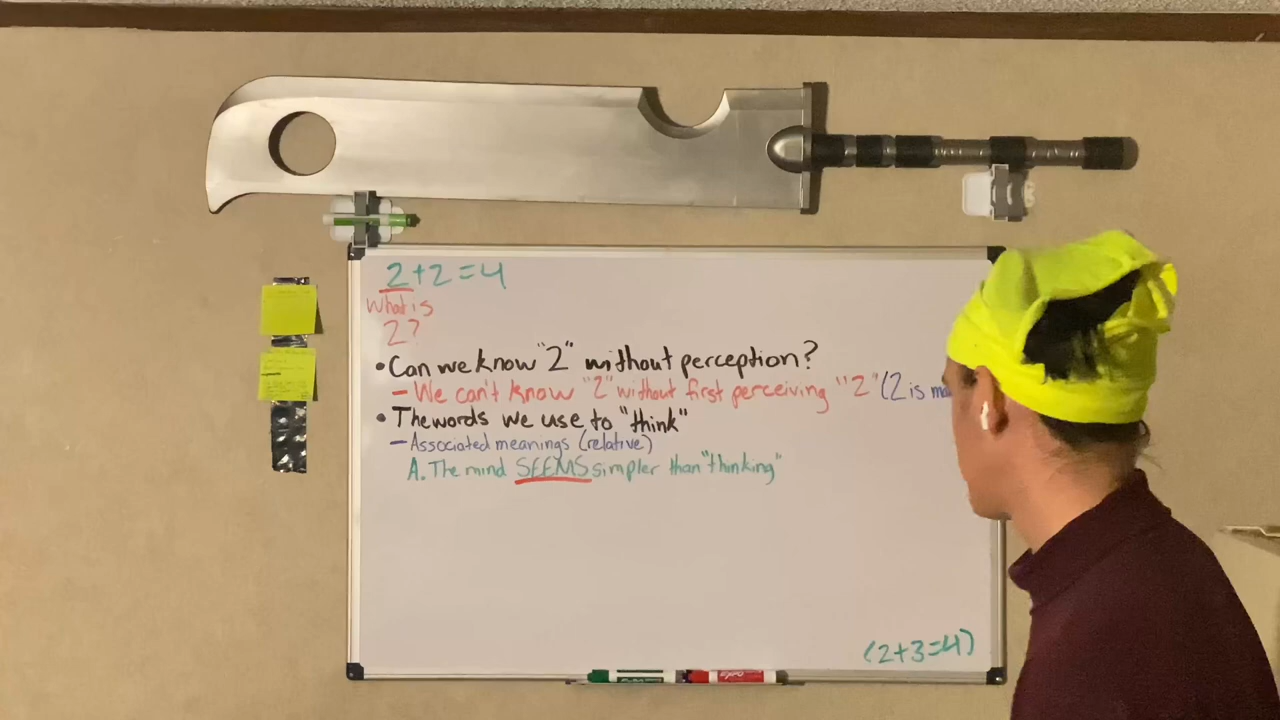 2+2=4
What is
2?
•Can we know "2" without perception?
-We can't know "2" without first perceiving "2" (2 is
•The words we use to "think"
-Associated meanings (relative)
A. The mind SEEMS simpler than "thinking"
(2+3=4)